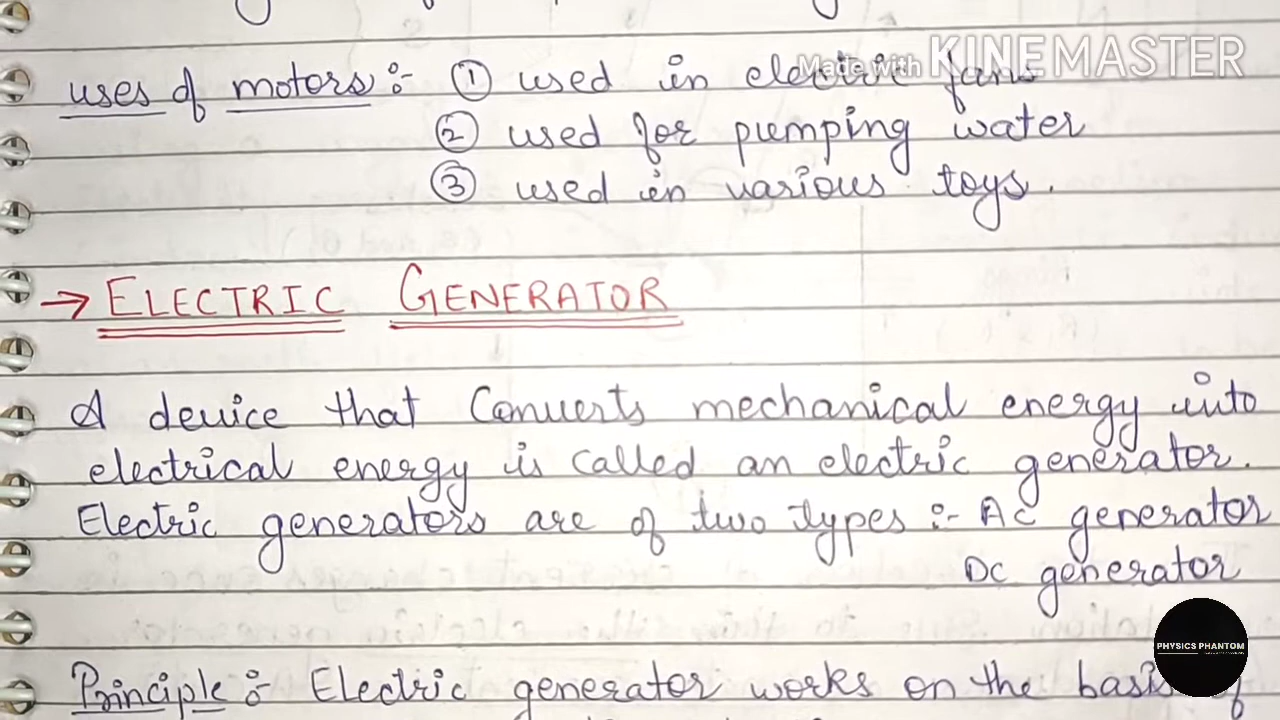 Made with KINEMASTER
uses of motors :- ① used in electric fans
② used for pumping water
③ used in various toys.
→ ELECTRIC GENERATOR
A device that Converts mechanical energy into
electrical energy is called an electric generator.
Electric generators are of two types :- AC generator
DC generator
PHYSICS PHANTOM
Principle :- Electric generator works on the basis of